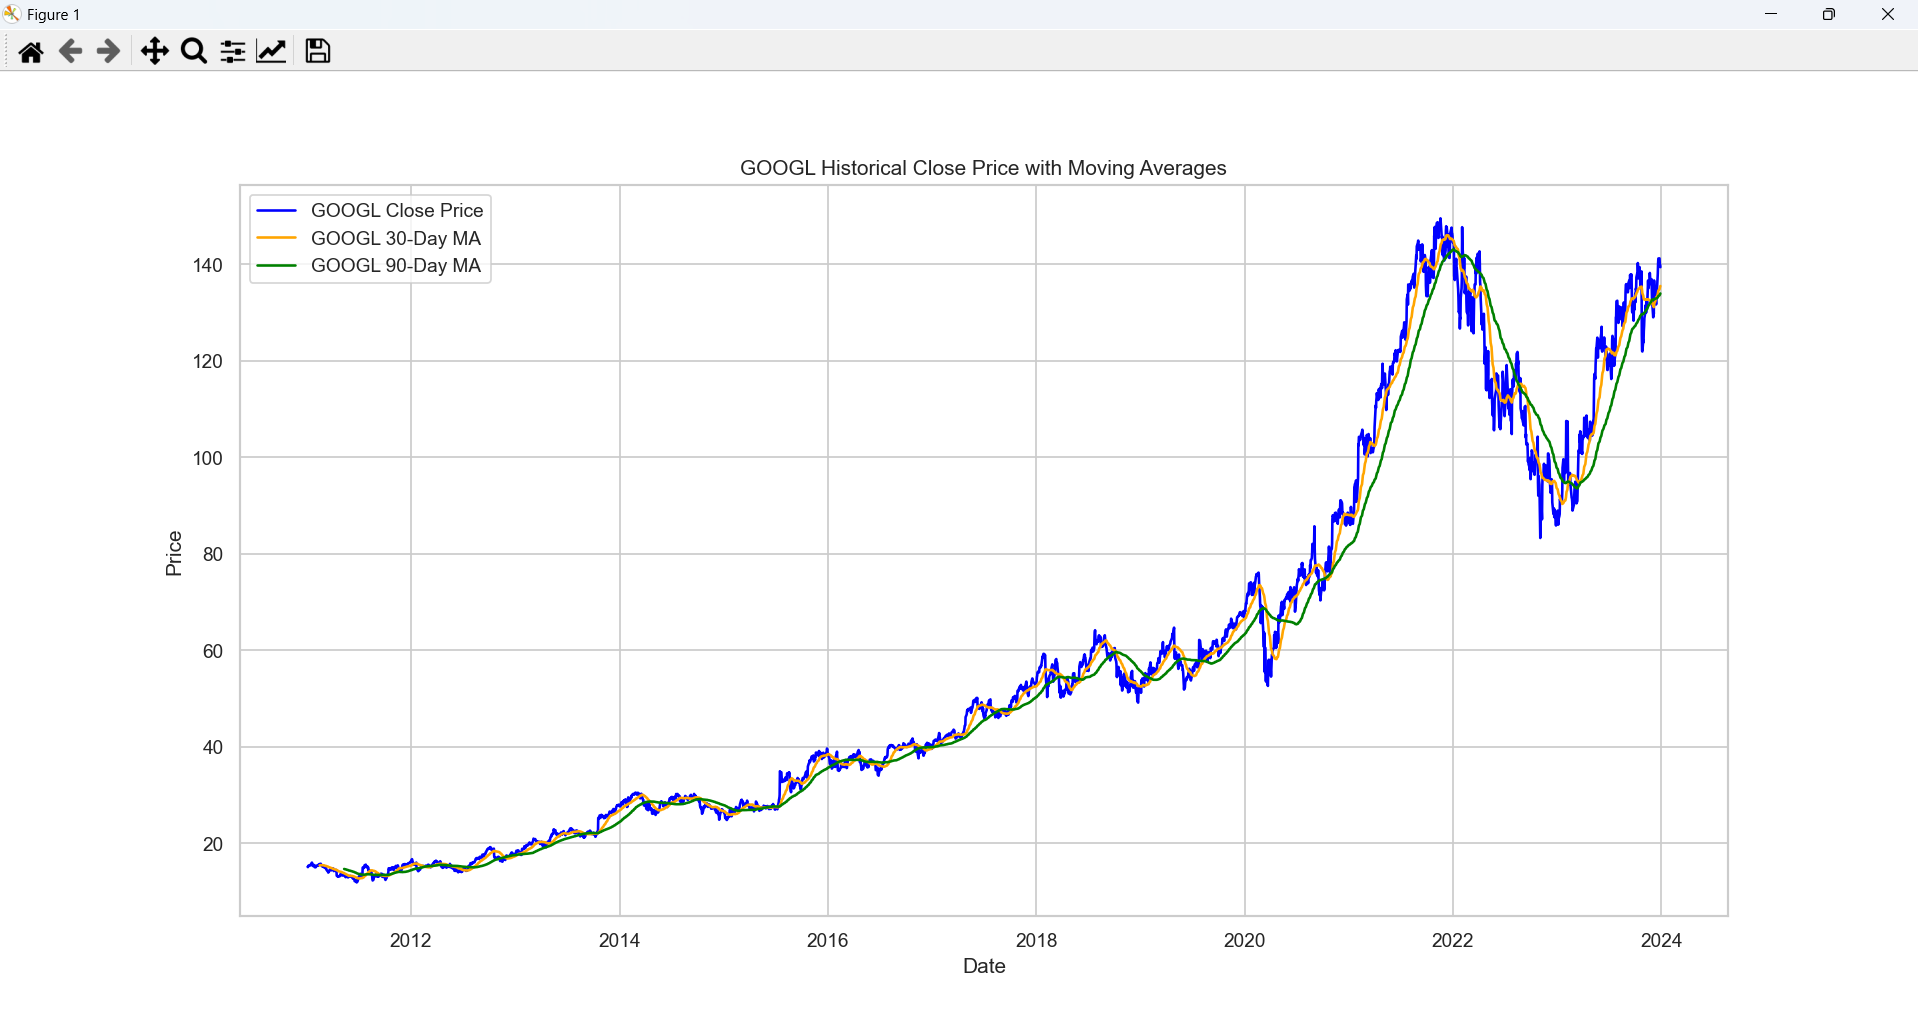 Figure 1
GOOGL Historical Close Price with Moving Averages
GOOGL Close Price
GOOGL 30-Day MA
GOOGL 90-Day MA
140
120
100
80
60
40
20
Price
2012 2014 2016 2018 2020 2022 2024
Date